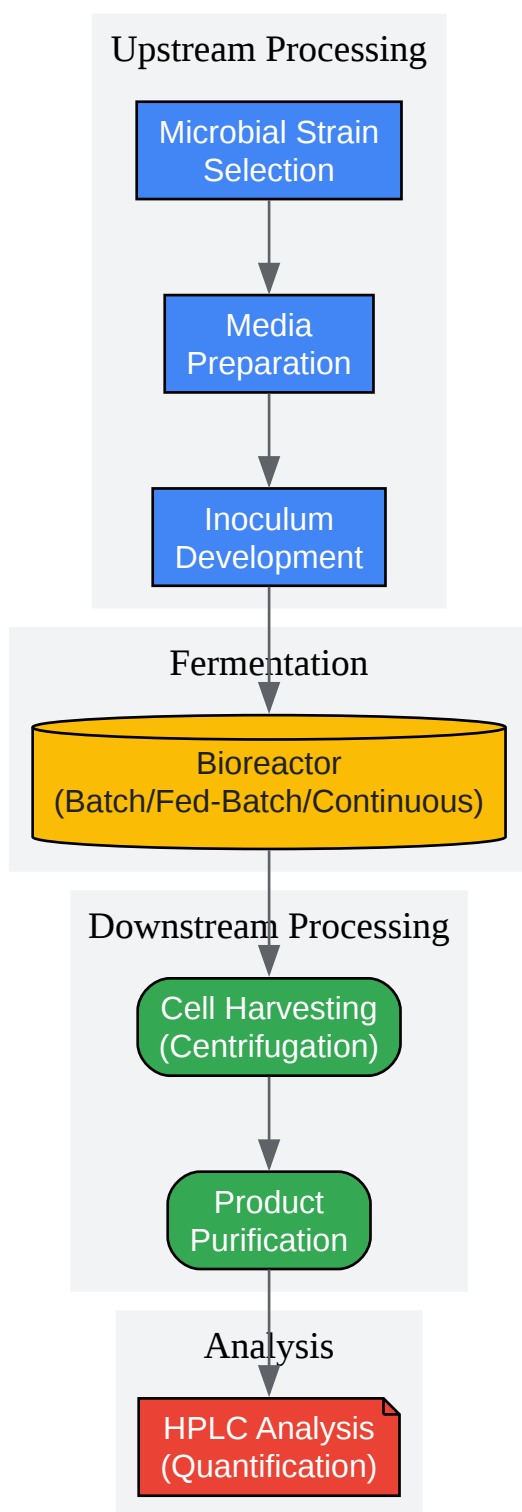 Upstream Processing
Microbial Strain
Selection
Media
Preparation
Inoculum
Development
Fermentation
Bioreactor
(Batch/Fed-Batch/Continuous)
Downstream Processing
Cell Harvesting
(Centrifugation)
Product
Purification
Analysis
HPLC Analysis
(Quantification)